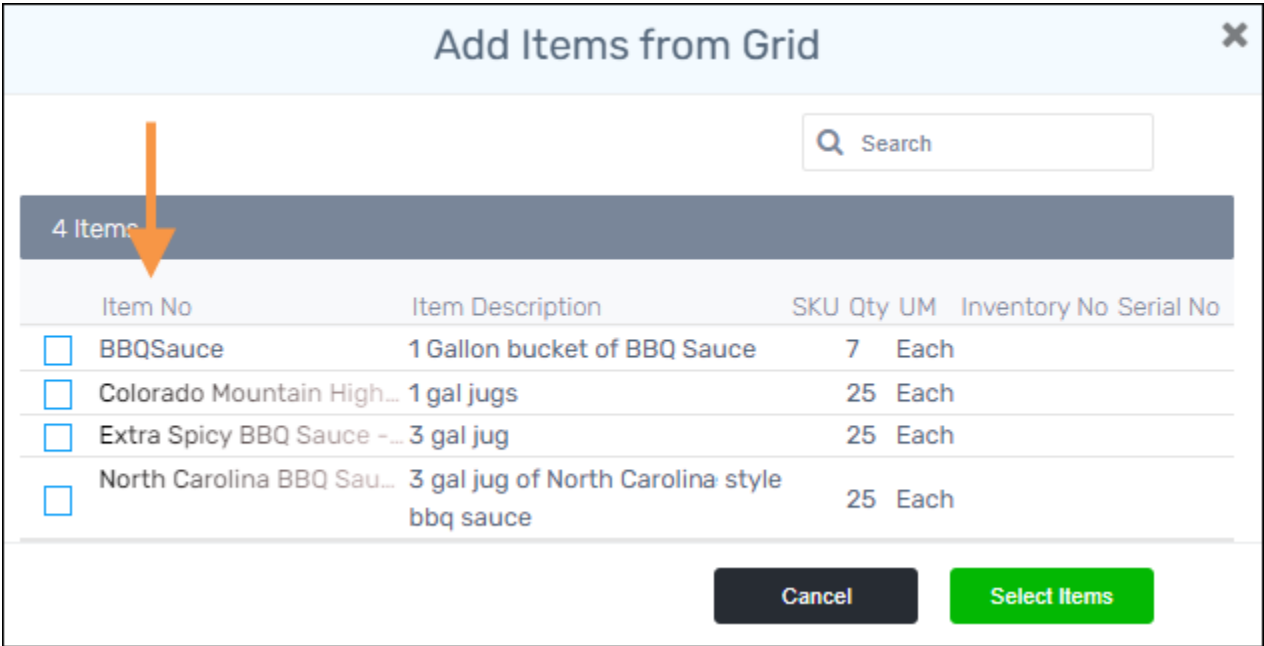 Add Items from Grid
Search
4 Items
Item No Item Description SKU Qty UM Inventory No Serial No
BBQSauce 1 Gallon bucket of BBQ Sauce 7 Each
Colorado Mountain High... 1 gal jugs 25 Each
Extra Spicy BBQ Sauce -... 3 gal jug 25 Each
North Carolina BBQ Sau... 3 gal jug of North Carolina style
bbq sauce 25 Each
Cancel Select Items